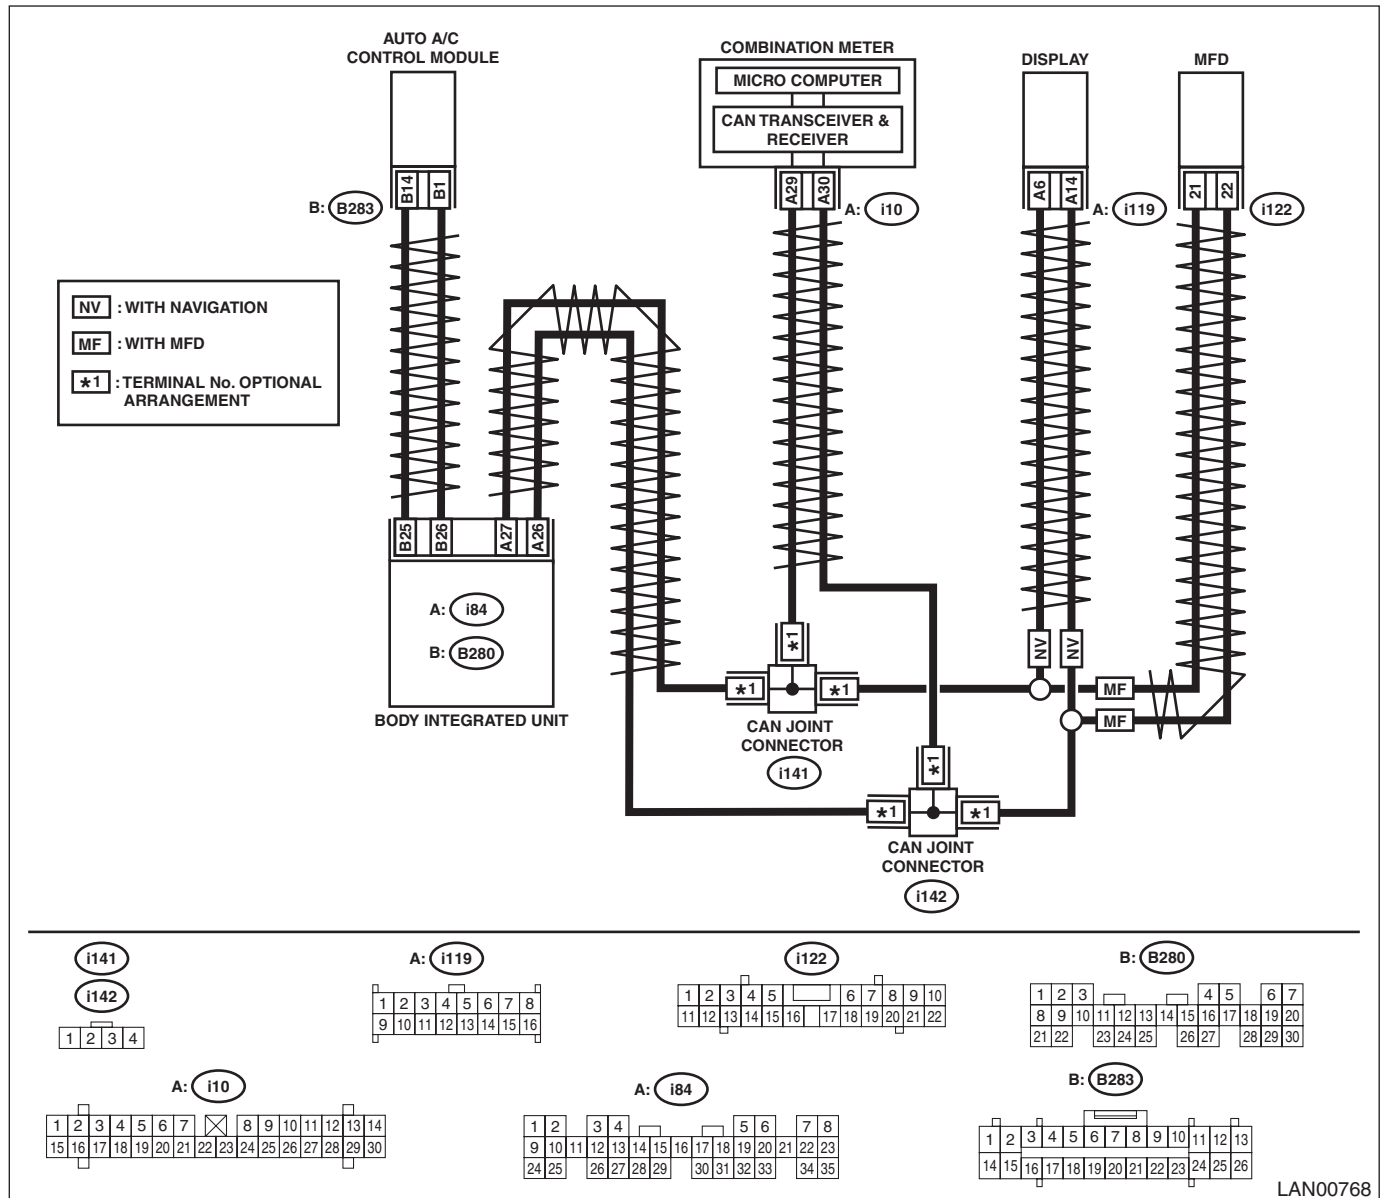 AUTO A/C
CONTROL MODULE
COMBINATION METER
MICRO COMPUTER
CAN TRANSCEIVER &
RECEIVER
DISPLAY
MFD
B14 B1
B: B283
A29 A30
A: i10
A6 A14
A: i119
21 22
i122
NV : WITH NAVIGATION
MF : WITH MFD
*1 : TERMINAL No. OPTIONAL
ARRANGEMENT
B25 B26 A27 A26
A: i84
B: B280
BODY INTEGRATED UNIT
*1
NV NV
*1 *1
MF
MF
CAN JOINT
CONNECTOR
i141
*1
*1 *1
CAN JOINT
CONNECTOR
i142
i141
i142
1 2 3 4
A: i119
1 2 3 4 5 6 7 8
9 10 11 12 13 14 15 16
i122
1 2 3 4 5 6 7 8 9 10
11 12 13 14 15 16 17 18 19 20 21 22
B: B280
1 2 3 4 5 6 7
8 9 10 11 12 13 14 15 16 17 18 19 20
21 22 23 24 25 26 27 28 29 30
A: i10
1 2 3 4 5 6 7 8 9 10 11 12 13 14
15 16 17 18 19 20 21 22 23 24 25 26 27 28 29 30
A: i84
1 2 3 4 5 6 7 8
9 10 11 12 13 14 15 16 17 18 19 20 21 22 23
24 25 26 27 28 29 30 31 32 33 34 35
B: B283
1 2 3 4 5 6 7 8 9 10 11 12 13
14 15 16 17 18 19 20 21 22 23 24 25 26
LAN00768